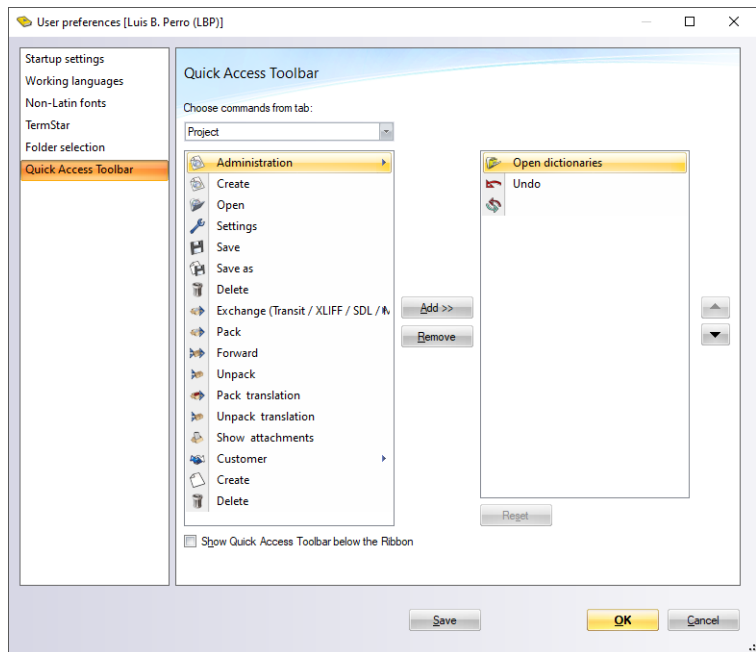 User preferences [Luis B. Perro (LBP)]
Startup settings
Working languages
Non-Latin fonts
TermStar
Folder selection
Quick Access Toolbar
Quick Access Toolbar
Choose commands from tab:
Project
Administration
Create
Open
Settings
Save
Save as
Delete
Exchange (Transit / XLIFF / SDL /
Pack
Forward
Unpack
Pack translation
Unpack translation
Show attachments
Customer
Create
Delete
Add >>
Remove
Open dictionaries
Undo
Reset
Show Quick Access Toolbar below the Ribbon
Save
OK
Cancel